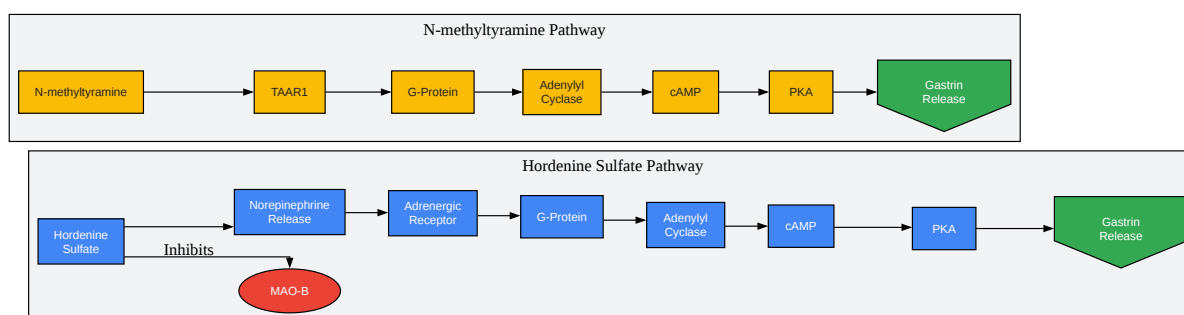 N-methyltyramine Pathway
N-methyltyramine
TAAR1
G-Protein
Adenylyl
Cyclase
cAMP
PKA
Gastrin
Release
Hordenine Sulfate Pathway
Hordenine
Sulfate
Norepinephrine
Release
Adrenergic
Receptor
G-Protein
Adenylyl
Cyclase
cAMP
PKA
Gastrin
Release
Inhibits
MAO-B